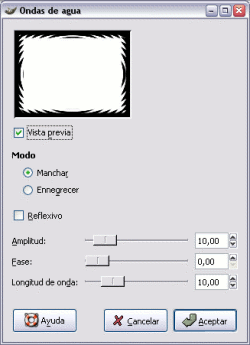 Ondas de agua
Vista previa
Modo
Manchar
Ennegrecer
Reflexivo
Amplitud: 10,00
Fase: 0,00
Longitud de onda: 10,00
Ayuda Cancelar Aceptar